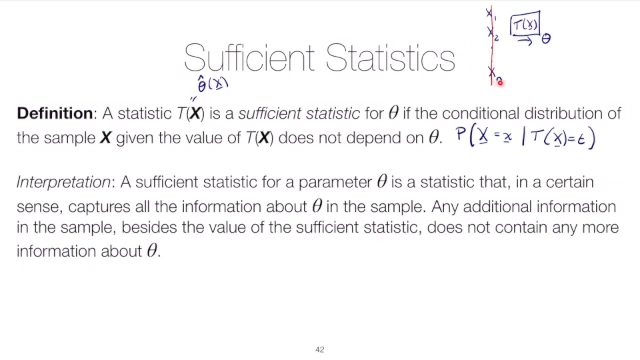 X₁
X₂ T(X)
→ θ
Xₙ
Sufficient Statistics
θ̂(X)
Definition: A statistic T(X) is a sufficient statistic for θ if the conditional distribution of
the sample X given the value of T(X) does not depend on θ. P(X = x | T(X) = t)
Interpretation: A sufficient statistic for a parameter θ is a statistic that, in a certain
sense, captures all the information about θ in the sample. Any additional information
in the sample, besides the value of the sufficient statistic, does not contain any more
information about θ.
42